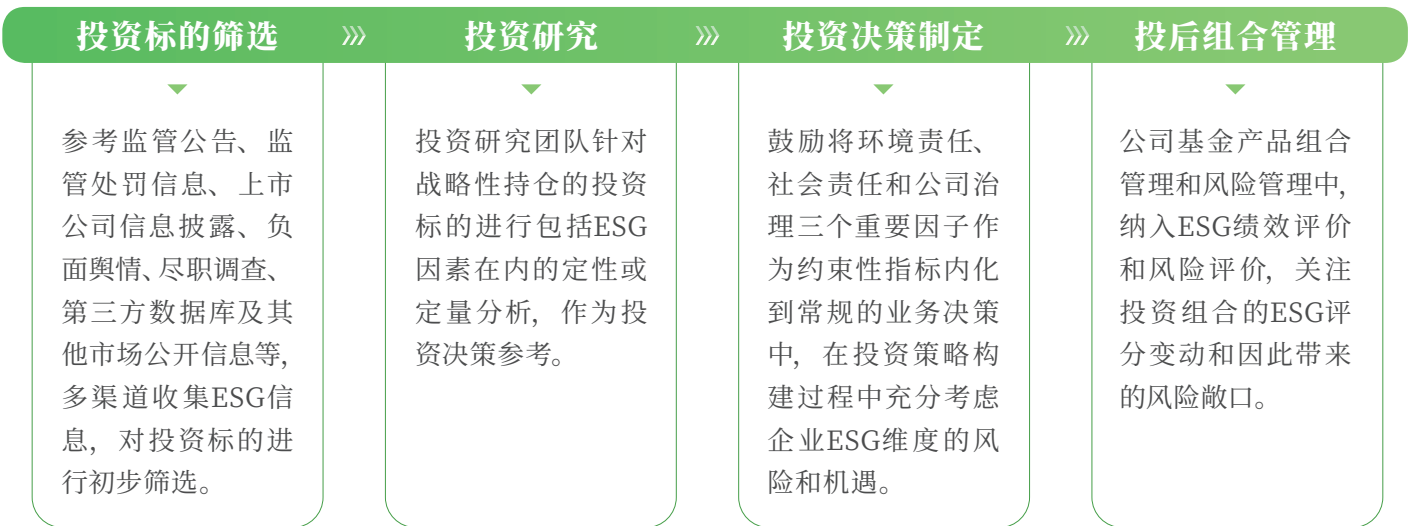 投资标的筛选
投资研究
投资决策制定
投后组合管理
参考监管公告、监
管处罚信息、上市
公司信息披露、负
面舆情、尽职调查、
第三方数据库及其
他市场公开信息等,
多渠道收集ESG信
息,对投资标的进
行初步筛选。
投资研究团队针对
战略性持仓的投资
标的进行包括ESG
因素在内的定性或
定量分析,作为投
资决策参考。
鼓励将环境责任、
社会责任和公司治
理三个重要因子作
为约束性指标内化
到常规的业务决策
中,在投资策略构
建过程中充分考虑
企业ESG维度的风
险和机遇。
公司基金产品组合
管理和风险管理中,
纳入ESG绩效评价
和风险评价,关注
投资组合的ESG评
分变动和因此带来
的风险敞口。